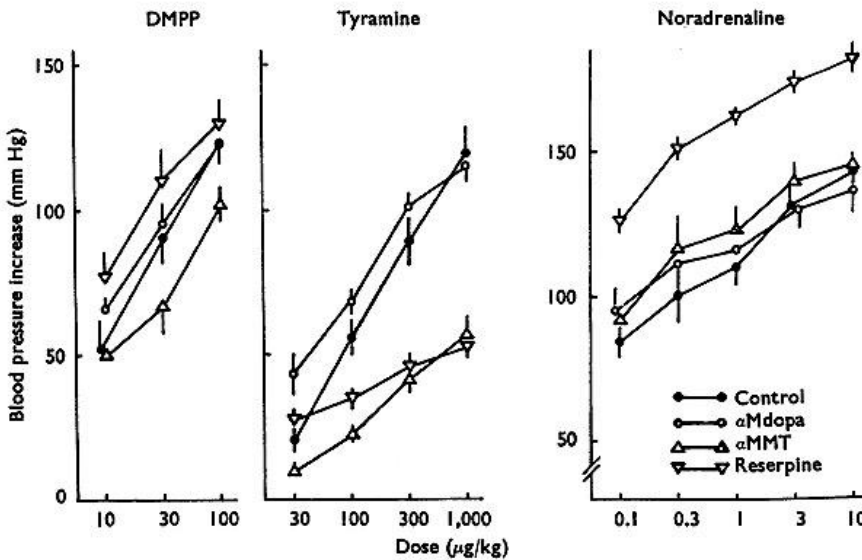 DMPP
Tyramine
Noradrenaline
Blood pressure increase (mm Hg)
150
100
50
0
150
100
50
10 30 100
30 100 300 1,000
0.1 0.3 1 3 10
Control
αMdopa
αMMT
Reserpine
Dose (μg/kg)